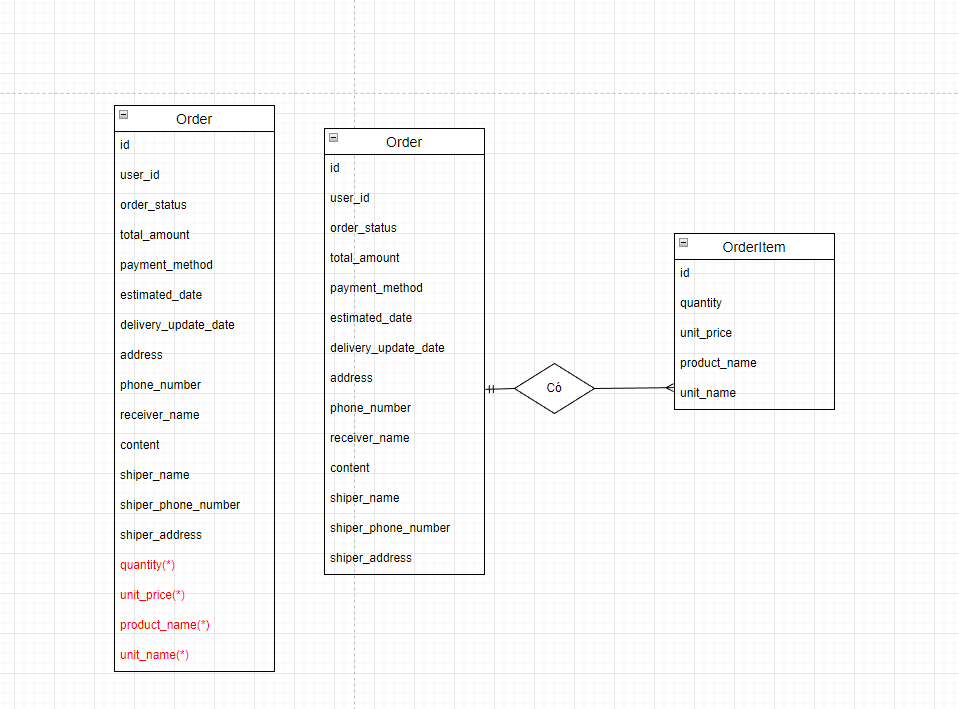 Order
id
user_id
order_status
total_amount
payment_method
estimated_date
delivery_update_date
address
phone_number
receiver_name
content
shiper_name
shiper_phone_number
shiper_address
quantity(*)
unit_price(*)
product_name(*)
unit_name(*)
Order
id
user_id
order_status
total_amount
payment_method
estimated_date
delivery_update_date
address
phone_number
receiver_name
content
shiper_name
shiper_phone_number
shiper_address
Có
OrderItem
id
quantity
unit_price
product_name
unit_name